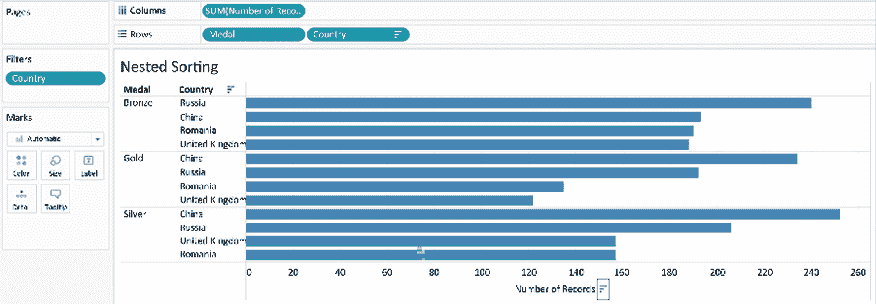 Pages
Columns
SUM(Number of Reco..
Rows
Medal
Country
Filters
Country
Marks
Automatic
Color
Size
Label
Detail
Tooltip
Nested Sorting
Medal
Country
Bronze
Russia
China
Romania
United Kingdom
Gold
China
Russia
Romania
United Kingdom
Silver
China
Russia
United Kingdom
Romania
0 20 40 60 80 100 120 140 160 180 200 220 240 260
Number of Records